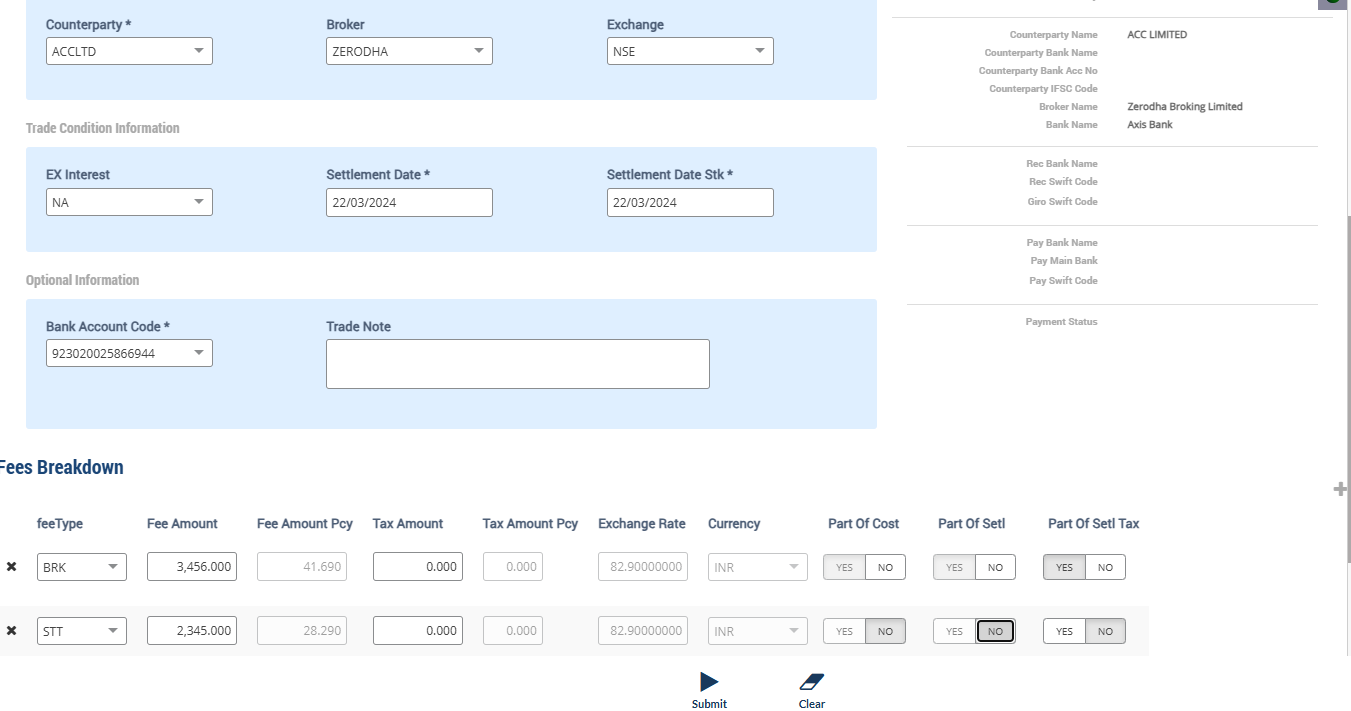 Counterparty * Broker Exchange
ACCLTD ZERODHA NSE
Trade Condition Information
EX Interest Settlement Date * Settlement Date Stk *
NA 22/03/2024 22/03/2024
Optional Information
Bank Account Code * Trade Note
923020025866944
Counterparty Name ACC LIMITED
Counterparty Bank Name
Counterparty Bank Acc No
Counterparty IFSC Code
Broker Name Zerodha Broking Limited
Bank Name Axis Bank
Rec Bank Name
Rec Swift Code
Giro Swift Code
Pay Bank Name
Pay Main Bank
Pay Swift Code
Payment Status
Fees Breakdown
feeType Fee Amount Fee Amount Pcy Tax Amount Tax Amount Pcy Exchange Rate Currency Part Of Cost Part Of Setl Part Of Setl Tax
BRK 3,456.000 41.690 0.000 0.000 82.90000000 INR YES NO YES NO YES NO
STT 2,345.000 28.290 0.000 0.000 82.90000000 INR YES NO YES NO YES NO
Submit Clear